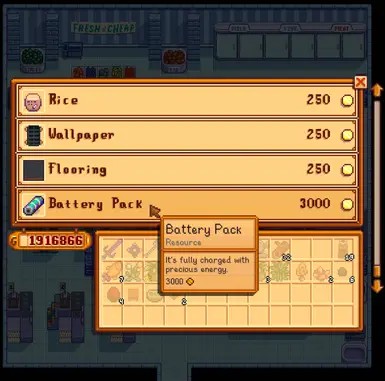 FRESH & CHEAP
Rice 250
Wallpaper 250
Flooring 250
Battery Pack 3000
1916866
Battery Pack
Resource
It's fully charged with
precious energy.
3000